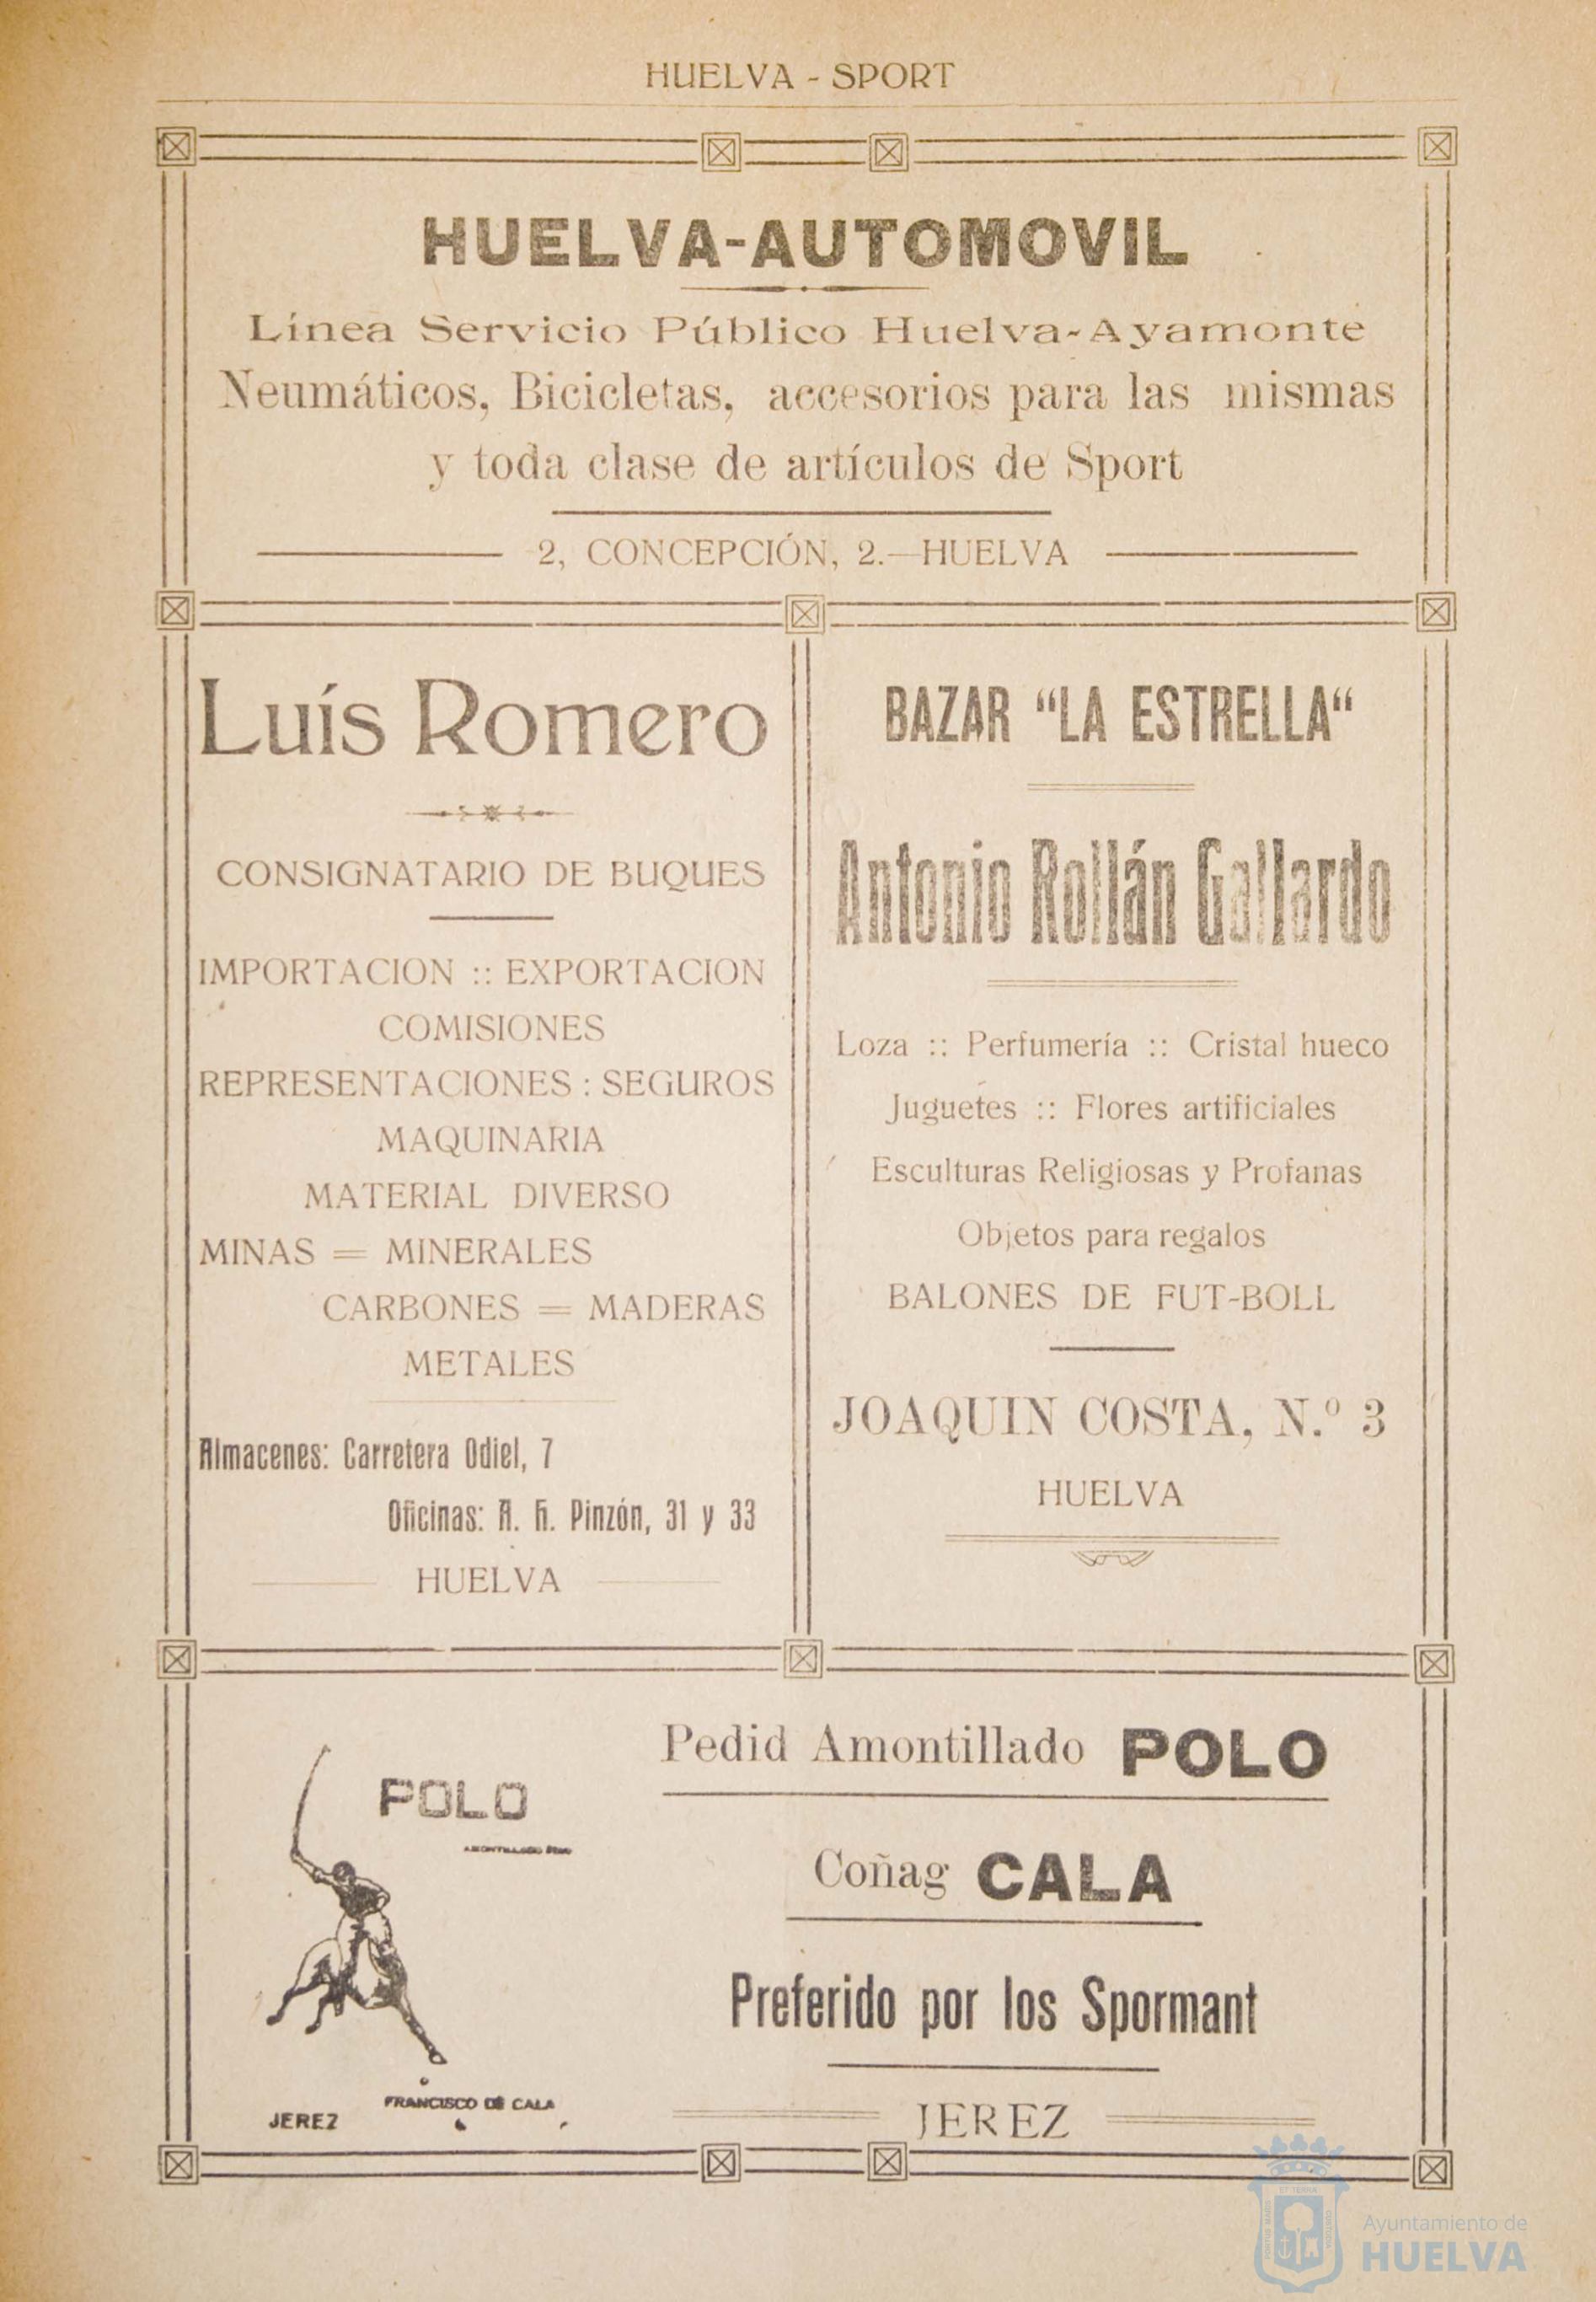 HUELVA - SPORT
HUELVA-AUTOMOVIL
Línea Servicio Público Huelva-Ayamonte
Neumáticos, Bicicletas, accesorios para las mismas
y toda clase de artículos de Sport
2, CONCEPCIÓN, 2.—HUELVA
Luís Romero
CONSIGNATARIO DE BUQUES
IMPORTACION :: EXPORTACION
COMISIONES
REPRESENTACIONES : SEGUROS
MAQUINARIA
MATERIAL DIVERSO
MINAS = MINERALES
CARBONES = MADERAS
METALES
Almacenes: Carretera Odiel, 7
Oficinas: A. H. Pinzón, 31 y 33
HUELVA
BAZAR “LA ESTRELLA“
Antonio Rollán Gallardo
Loza :: Perfumería :: Cristal hueco
Juguetes :: Flores artificiales
Esculturas Religiosas y Profanas
Objetos para regalos
BALONES DE FUT-BOLL
JOAQUIN COSTA, N.º 3
HUELVA
POLO
AMONTILLADO FINO
FRANCISCO DE CALA
JEREZ
Pedid Amontillado POLO
Coñag CALA
Preferido por los Spormant
JEREZ
Ayuntamiento de
HUELVA